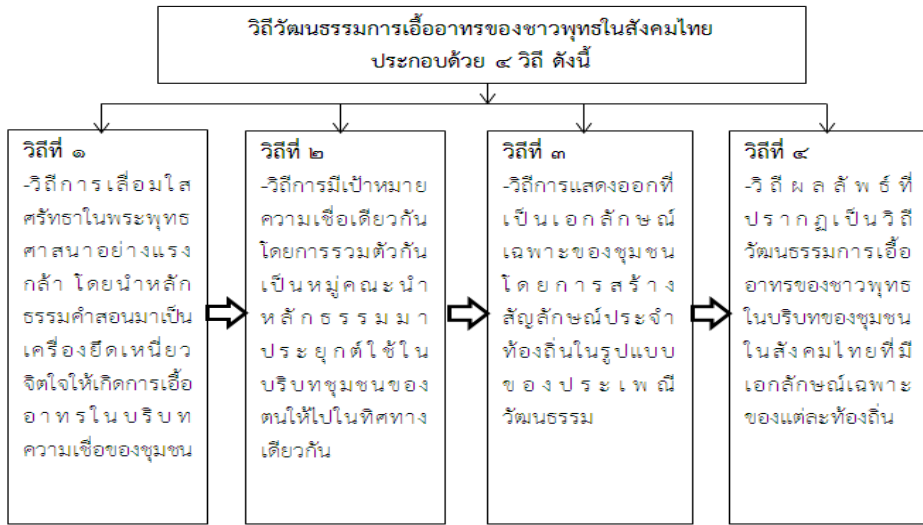 วิถีวัฒนธรรมการเอื้ออาทรของชาวพุทธในสังคมไทย
ประกอบด้วย ๔ วิถี ดังนี้
วิถีที่ ๑
-วิถีการเลื่อมใส
ศรัทธาในพระพุทธ
ศาสนาอย่างแรง
กล้า โดยนำหลัก
ธรรมคำสอนมาเป็น
เครื่องยึดเหนี่ยว
จิตใจให้เกิดการเอื้อ
อาทรในบริบท
ความเชื่อของชุมชน
วิถีที่ ๒
-วิถีการมีเป้าหมาย
ความเชื่อเดียวกัน
โดยการรวมตัวกัน
เป็นหมู่คณะนำ
หลักธรรมมา
ประยุกต์ใช้ใน
บริบทชุมชนของ
ตนให้ไปในทิศทาง
เดียวกัน
วิถีที่ ๓
-วิถีการแสดงออกที่
เป็นเอกลักษณ์
เฉพาะของชุมชน
โดยการสร้าง
สัญลักษณ์ประจำ
ท้องถิ่นในรูปแบบ
ของประเพณี
วัฒนธรรม
วิถีที่ ๔
-วิถีผลลัพธ์ที่
ปรากฏเป็นวิถี
วัฒนธรรมการเอื้อ
อาทรของชาวพุทธ
ในบริบทของชุมชน
ในสังคมไทยที่มี
เอกลักษณ์เฉพาะ
ของแต่ละท้องถิ่น